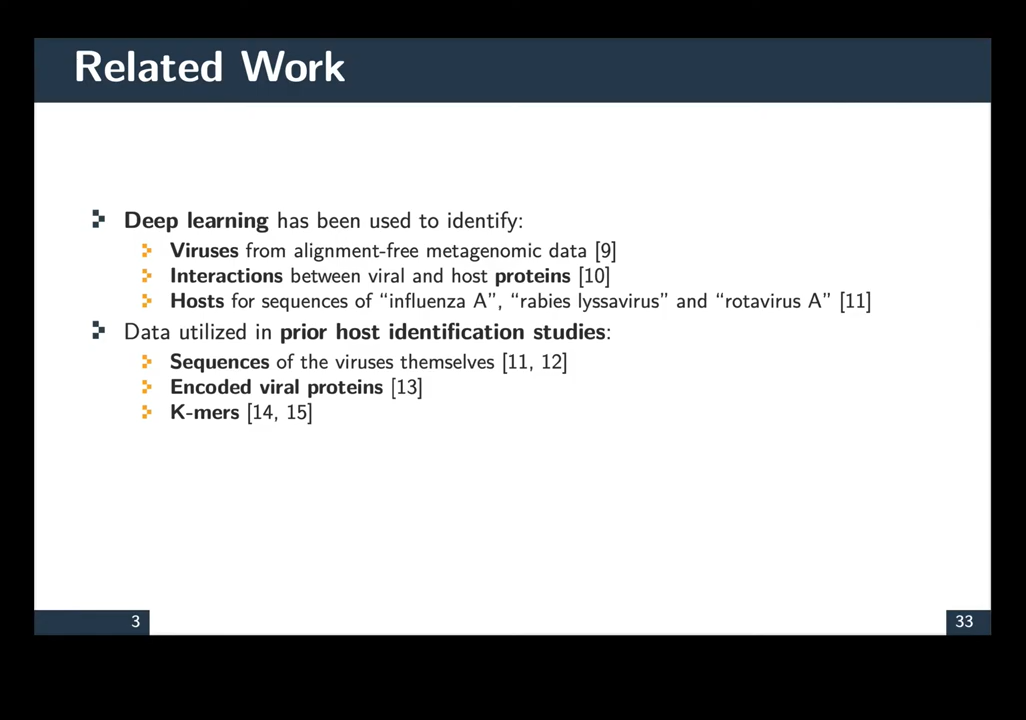 Related Work
Deep learning has been used to identify:
Viruses from alignment-free metagenomic data [9]
Interactions between viral and host proteins [10]
Hosts for sequences of “influenza A”, “rabies lyssavirus” and “rotavirus A” [11]
Data utilized in prior host identification studies:
Sequences of the viruses themselves [11, 12]
Encoded viral proteins [13]
K-mers [14, 15]
3
33